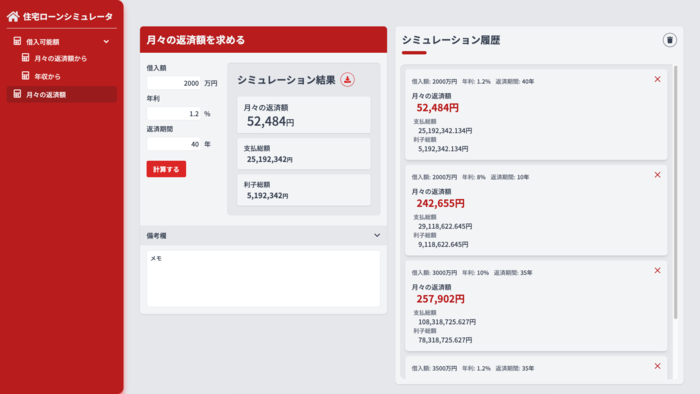 住宅ローンシミュレータ
借入可能額
月々の返済額から
年収から
月々の返済額
月々の返済額を求める
借入額
2000 万円
年利
1.2 %
返済期間
40 年
計算する
シミュレーション結果
月々の返済額
52,484円
支払総額
25,192,342円
利子総額
5,192,342円
備考欄
メモ
シミュレーション履歴
借入額: 2000万円 年利: 1.2% 返済期間: 40年
月々の返済額
52,484円
支払総額
25,192,342.134円
利子総額
5,192,342.134円
借入額: 2000万円 年利: 8% 返済期間: 10年
月々の返済額
242,655円
支払総額
29,118,622.645円
利子総額
9,118,622.645円
借入額: 3000万円 年利: 10% 返済期間: 35年
月々の返済額
257,902円
支払総額
108,318,725.627円
利子総額
78,318,725.627円
借入額: 3500万円 年利: 1.2% 返済期間: 35年